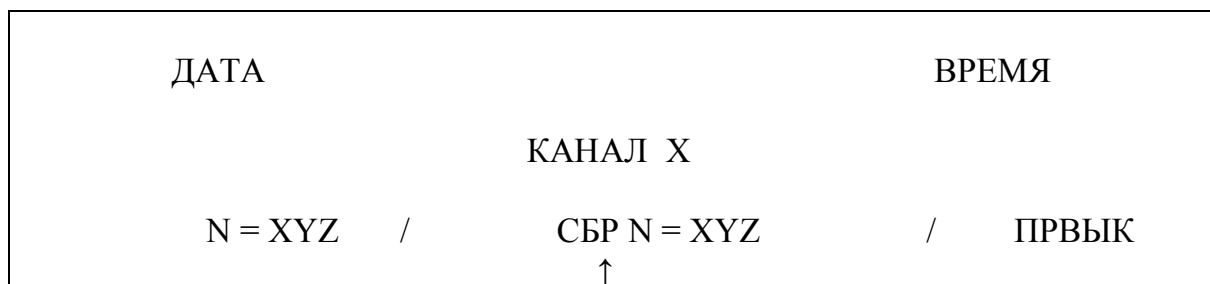 ДАТА ВРЕМЯ
КАНАЛ X
N = XYZ / СБР N = XYZ / ПРВЫК
↑